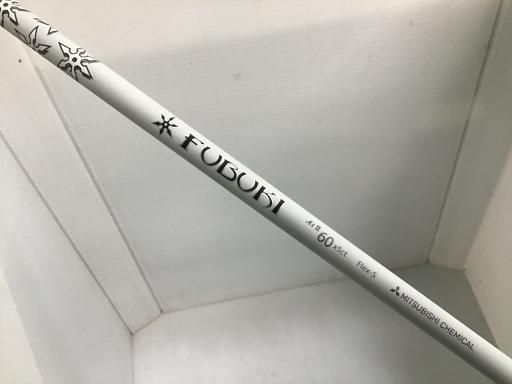 FUBUKI Ax II 60 x5ct Flex-S MITSUBISHI CHEMICAL